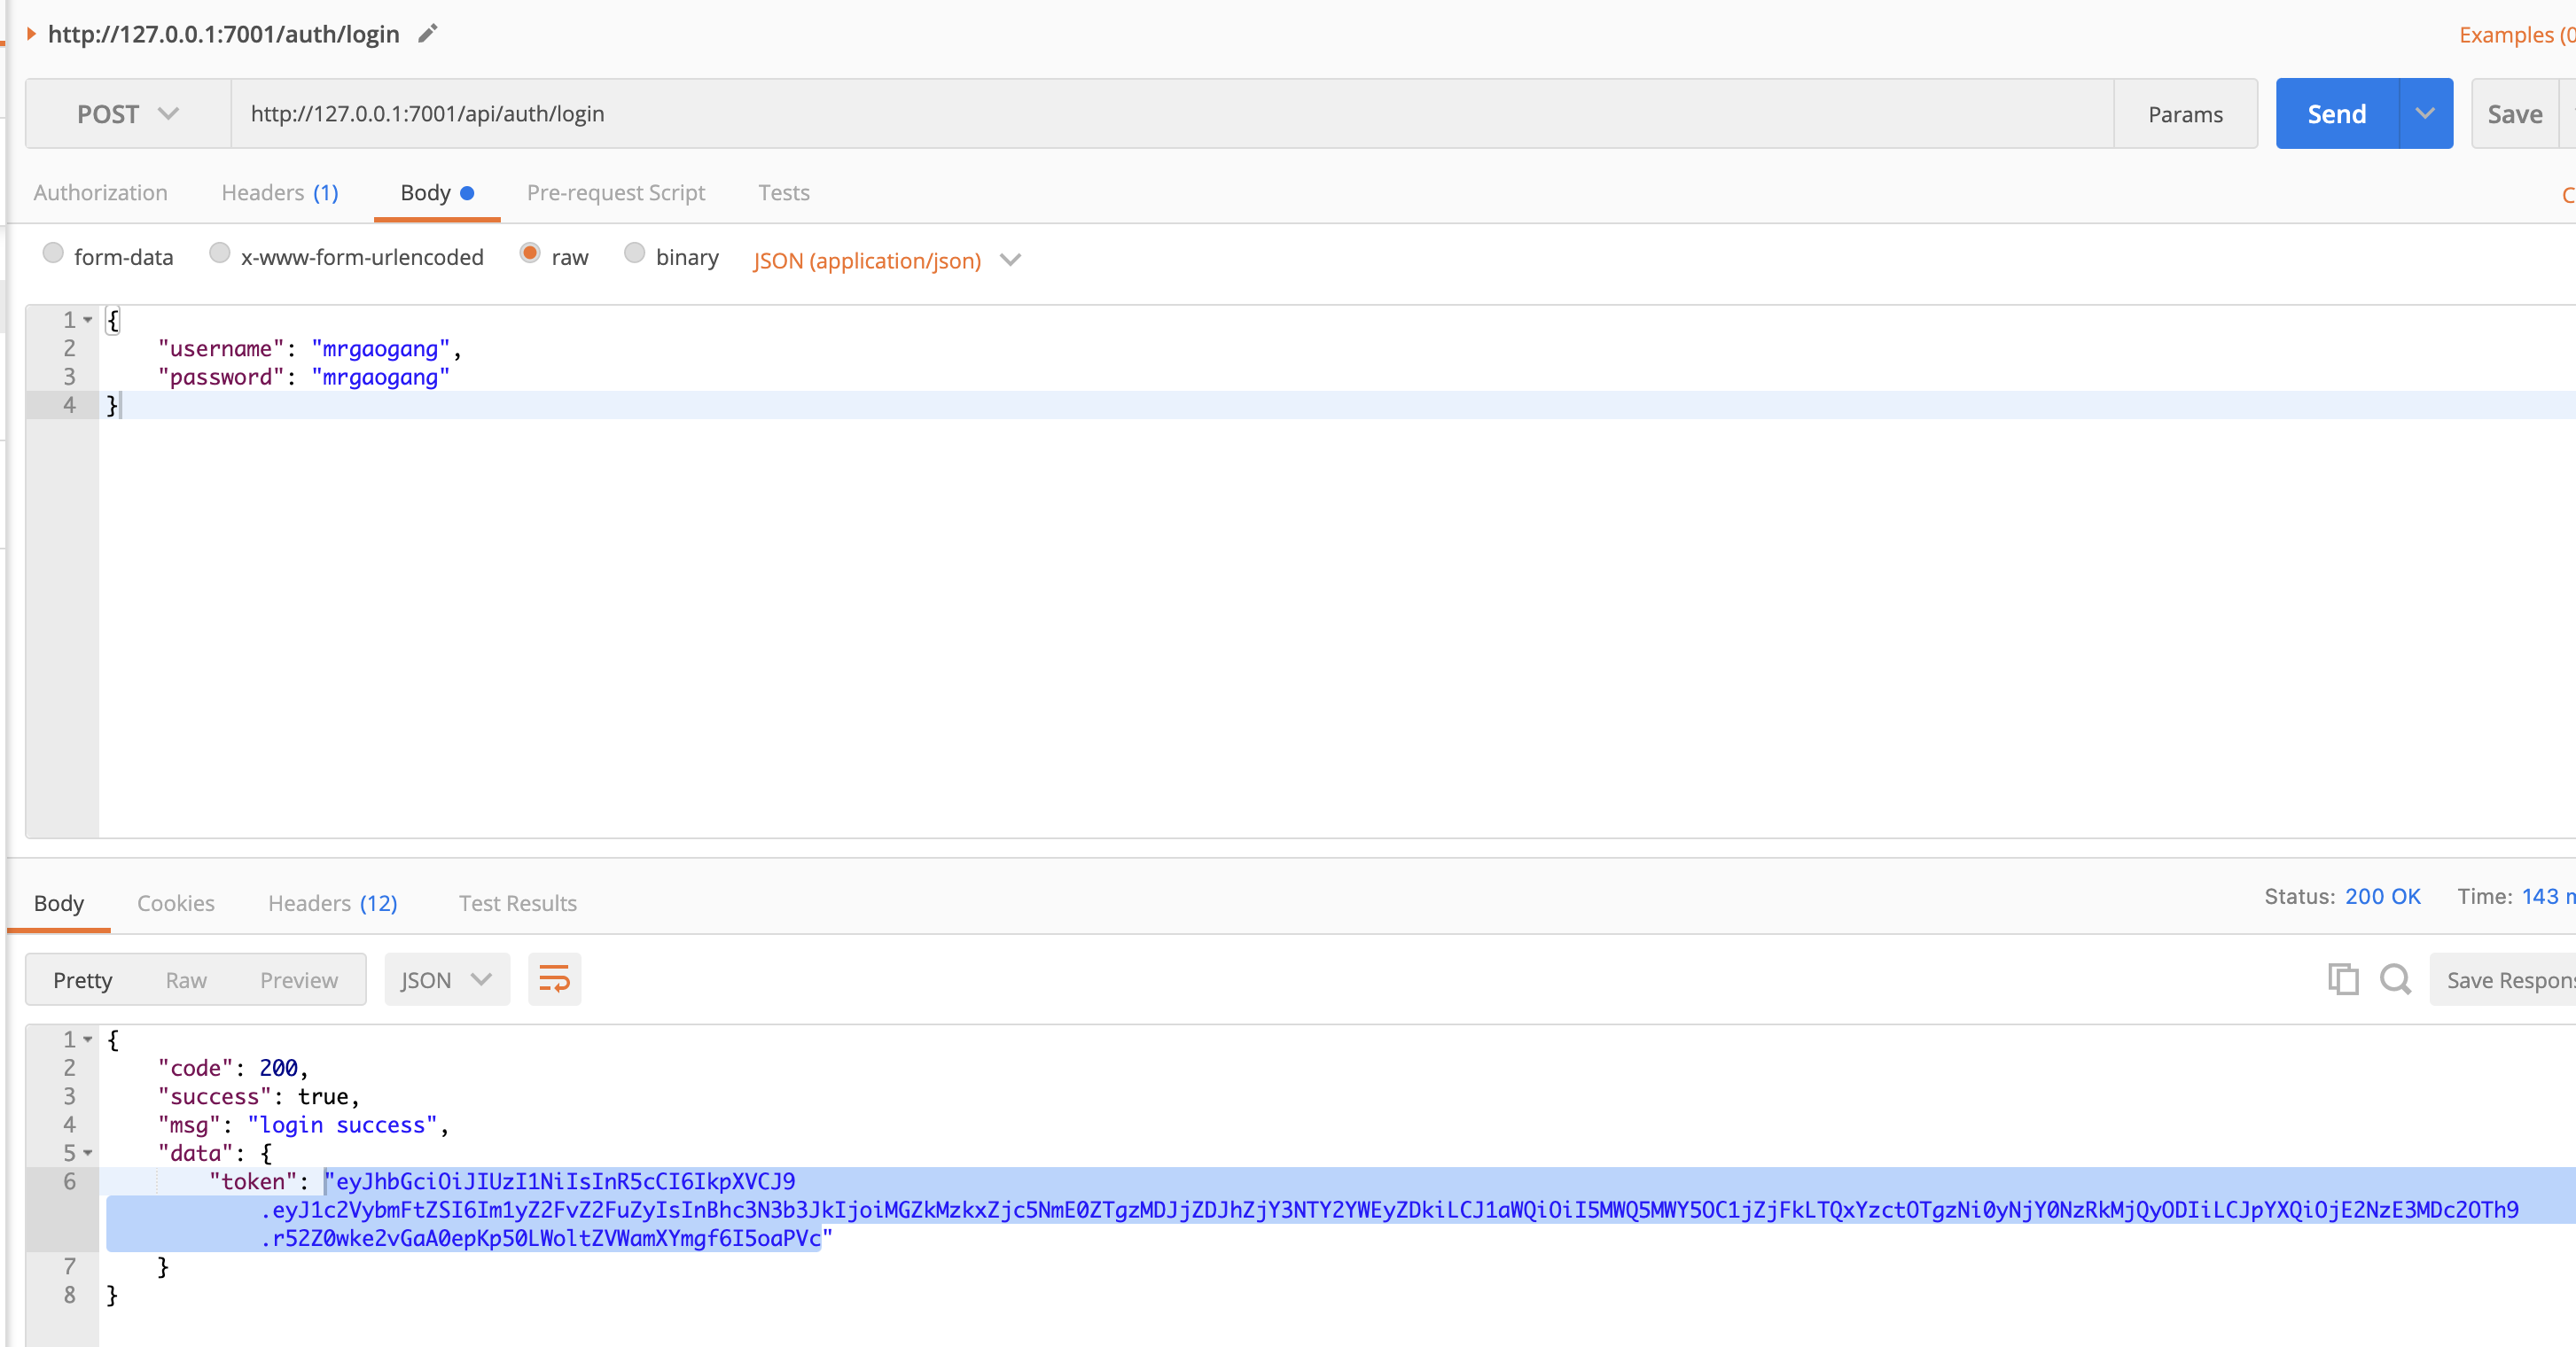 http://127.0.0.1:7001/auth/login
Examples (0
POST
http://127.0.0.1:7001/api/auth/login
Params
Send
Save
Authorization
Headers (1)
Body
Pre-request Script
Tests
C
form-data
x-www-form-urlencoded
raw
binary
JSON (application/json)
1 {
2 "username": "mrgaogang",
3 "password": "mrgaogang"
4 }
Body
Cookies
Headers (12)
Test Results
Status: 200 OK
Time: 143 m
Pretty
Raw
Preview
JSON
Save Respons
1 {
2 "code": 200,
3 "success": true,
4 "msg": "login success",
5 "data": {
6 "token": "eyJhbGciOiJIUzI1NiIsInR5cCI6IkpXVCJ9
.eyJ1c2VybmFtZSI6Im1yZ2FvZ2FuZyIsInBhc3N3b3JkIjoiMGZkMzkxZjc5NmE0ZTgzMDJjZDJhZjY3NTY2YWEyZDkiLCJ1aWQiOiI5MWQ5MWY5OC1jZjFkLTQxYzctOTgzNi0yNjY0NzRkMjQyODIiLCJpYXQiOjE2NzE3MDc2OTh9
.r52Z0wke2vGaA0epKp50LWoltZVWamXYmgf6I5oaPVc"
7 }
8 }